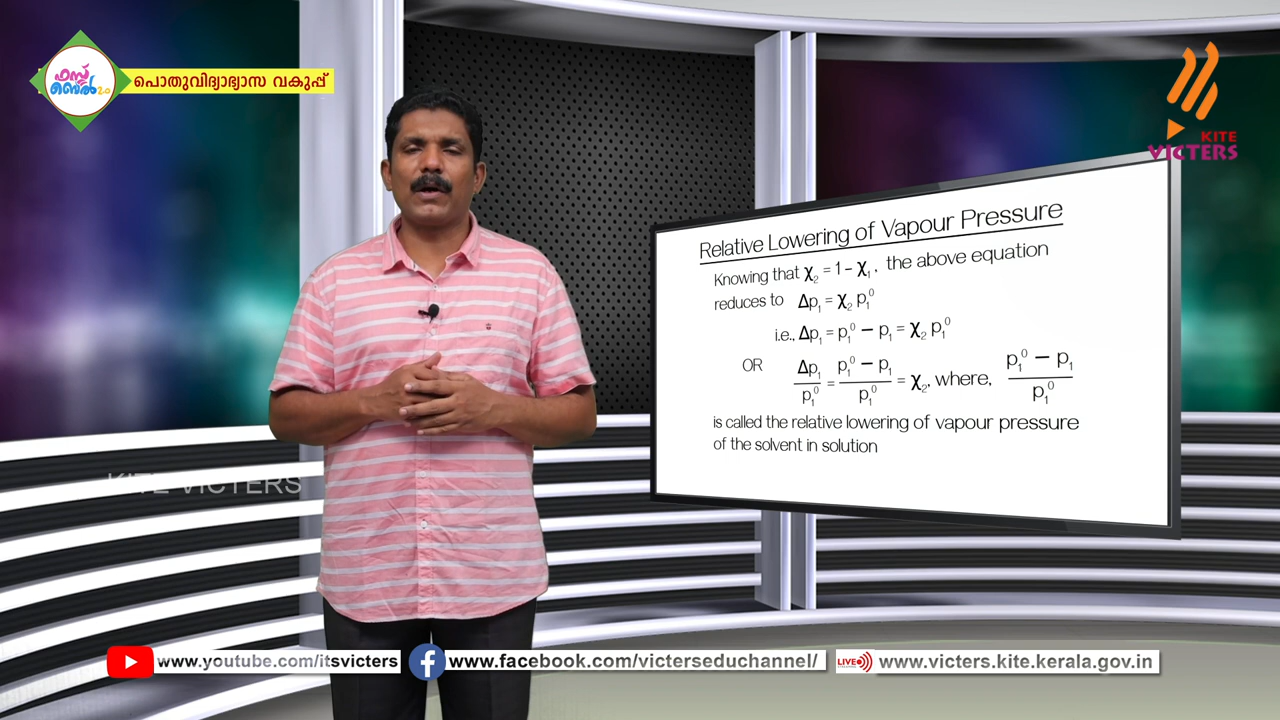 ഫസ്റ്റ്
ബെൽ 2.0
പൊതുവിദ്യാഭ്യാസ വകുപ്പ്
KITE
VICTERS
Relative Lowering of Vapour Pressure
Knowing that χ₂ = 1 – χ₁ , the above equation
reduces to Δp₁ = χ₂ p₁⁰
i.e., Δp₁ = p₁⁰ – p₁ = χ₂ p₁⁰
OR Δp₁/p₁⁰ = p₁⁰ – p₁/p₁⁰ = χ₂, where, p₁⁰ – p₁/p₁⁰
is called the relative lowering of vapour pressure
of the solvent in solution
KITE VICTERS
www.youtube.com/itsvicters
www.facebook.com/victerseduchannel/
LIVE
www.victers.kite.kerala.gov.in